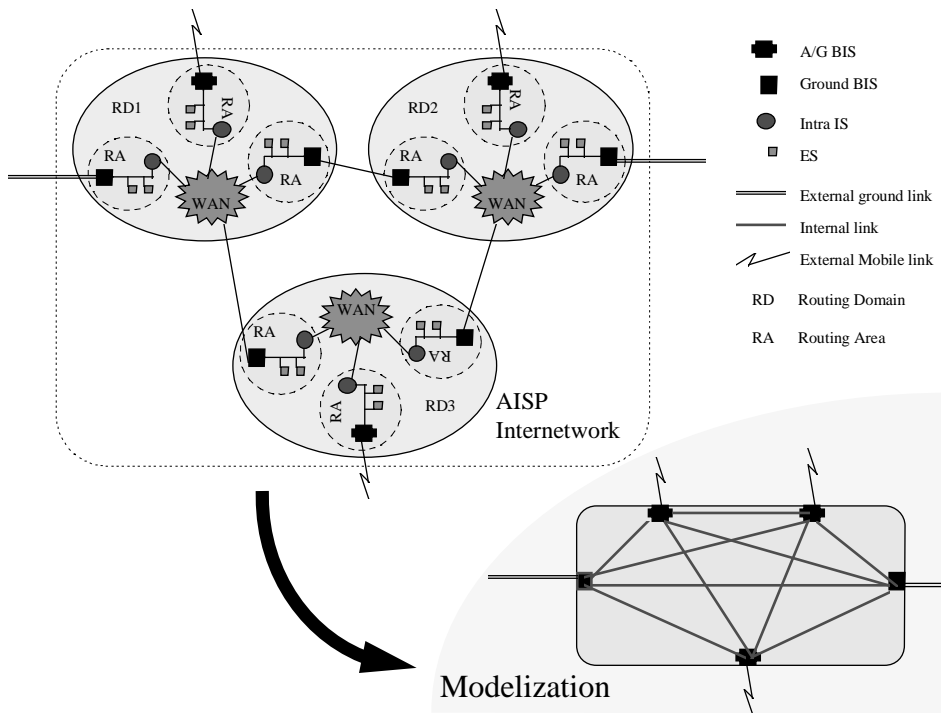 RD1
RA
RA
RA
WAN
RD2
RA
RA
RA
WAN
WAN
RA
RA
RA
RD3
AISP
Internetwork
A/G BIS
Ground BIS
Intra IS
ES
External ground link
Internal link
External Mobile link
RD Routing Domain
RA Routing Area
Modelization